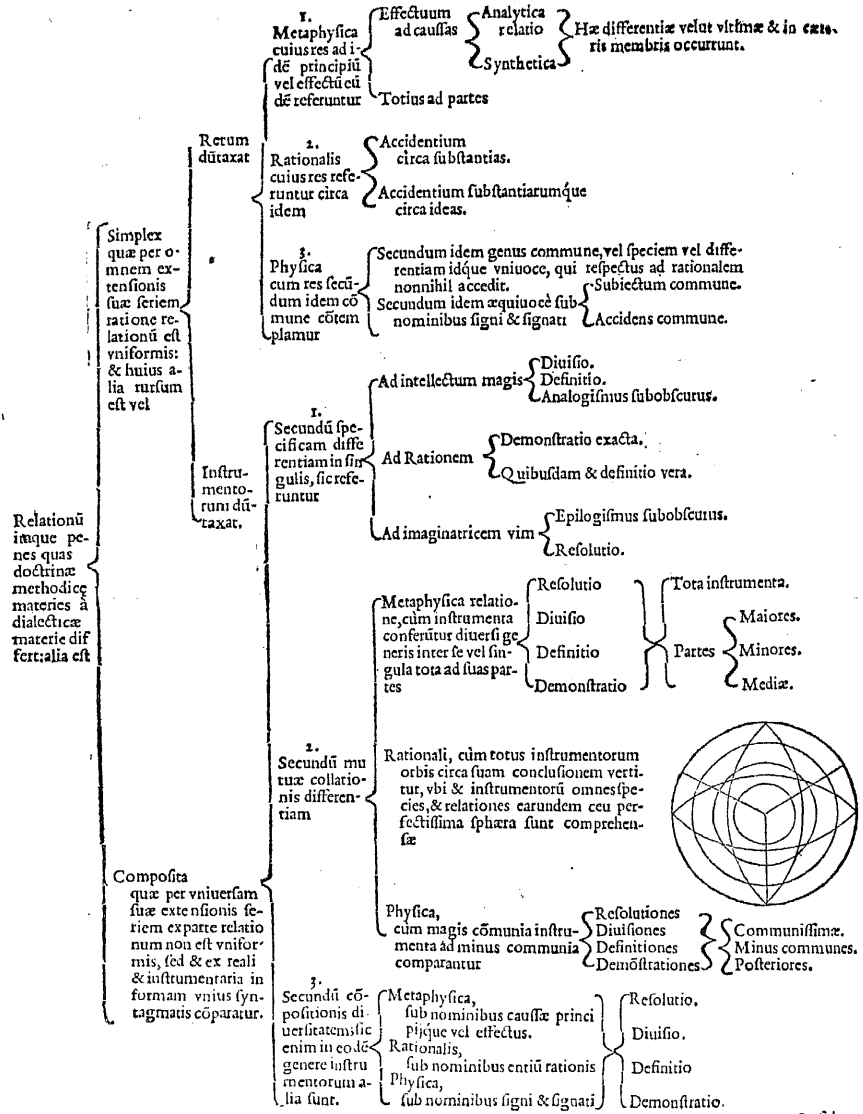 Relationū
itaque pe-
nes quas
doctrinæ
methodicę
materies à
dialecticæ
materie dif
fert:alia est
Simplex
quæ per o-
mnem ex-
tensionis
suæ seriem
ratione re-
lationū est
vniformis:
& huius a-
lia rursum
est vel
Rerum
dūtaxat
1.
Metaphysica
cuius res ad i-
dē principiū
vel effectū eū
dē referuntur
Effectuum
ad caussas
Analytica
relatio
Synthetica
Hæ differentiæ velut vltimæ & in cæte-
ris membris occurrunt.
Totius ad partes
2.
Rationalis
cuius res refe-
runtur circa
idem
Accidentium
circa substantias.
Accidentium substantiarumq́ue
circa ideas.
3.
Physica
cum res secū-
dum idem cō
mune cōtem
plamur
Secundum idem genus commune, vel speciem vel diffe-
rentiam idq́ue vniuoce, qui respectus ad rationalem
nonnihil accedit.
Secundum idem æquiuocè sub
nominibus signi & signati
Subiectum commune.
Accidens commune.
Instru-
mento-
rum dū-
taxat.
1.
Secundū spe-
cificam diffe
rentiam in sin
gulis, sic refe-
runtur
Ad intellectum magis
Diuisio.
Definitio.
Analogismus subobscurus.
Ad Rationem
Demonstratio exacta.
Quibusdam & definitio vera.
Ad imaginatricem vim
Epilogismus subobscurus.
Resolutio.
2.
Secundū mu
tuæ collatio-
nis differen-
tiam
Metaphysica relatio-
ne, cùm instrumenta
conferūtur diuersi ge
neris inter se vel sin-
gula tota ad suas par-
tes
Resolutio
Diuisio
Definitio
Demonstratio
Tota instrumenta.
Partes
Maiores.
Minores.
Mediæ.
Rationali, cùm totus instrumentorum
orbis circa suam conclusionem verti-
tur, vbi & instrumentorū omnes spe-
cies, & relationes earundem ceu per-
fectissima sphæra sunt comprehen-
sæ
Physica,
cùm magis cōmunia instru-
menta ad minus communia
comparantur
Resolutiones
Diuisiones
Definitiones
Demōstrationes
Communissimæ.
Minus communes.
Posteriores.
Composita
quæ per vniuersam
suæ extensionis se-
riem ex parte relatio
num non est vnifor-
mis, sed & ex reali
& instrumentaria in
formam vnius syn-
tagmatis cōparatur.
3.
Secundū cō-
positionis di-
uersitatem, sic
enim in eodē
genere instru
mentorum a-
lia sunt.
Metaphysica,
sub nominibus caussæ princi
pijque vel effectus.
Rationalis,
sub nominibus entiū rationis
Physica,
sub nominibus signi & signati
Resolutio.
Diuisio.
Definitio
Demonstratio.